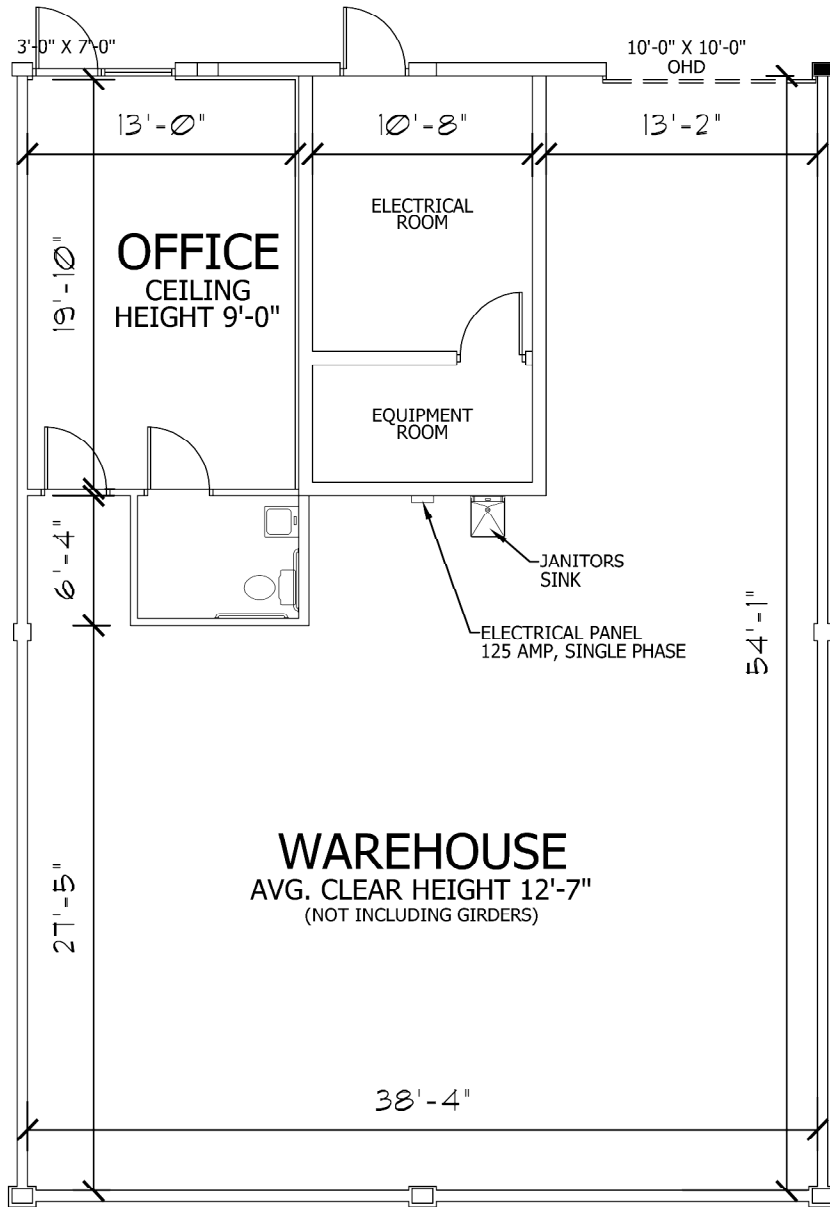 3'-0" X 7'-0"
10'-0" X 10'-0"
OHD
13'-0"
10'-8"
13'-2"
ELECTRICAL
ROOM
OFFICE
CEILING
HEIGHT 9'-0"
19'-10"
EQUIPMENT
ROOM
6'-4"
JANITORS
SINK
ELECTRICAL PANEL
125 AMP, SINGLE PHASE
54'-1"
WAREHOUSE
AVG. CLEAR HEIGHT 12'-7"
(NOT INCLUDING GIRDERS)
27'-5"
38'-4"